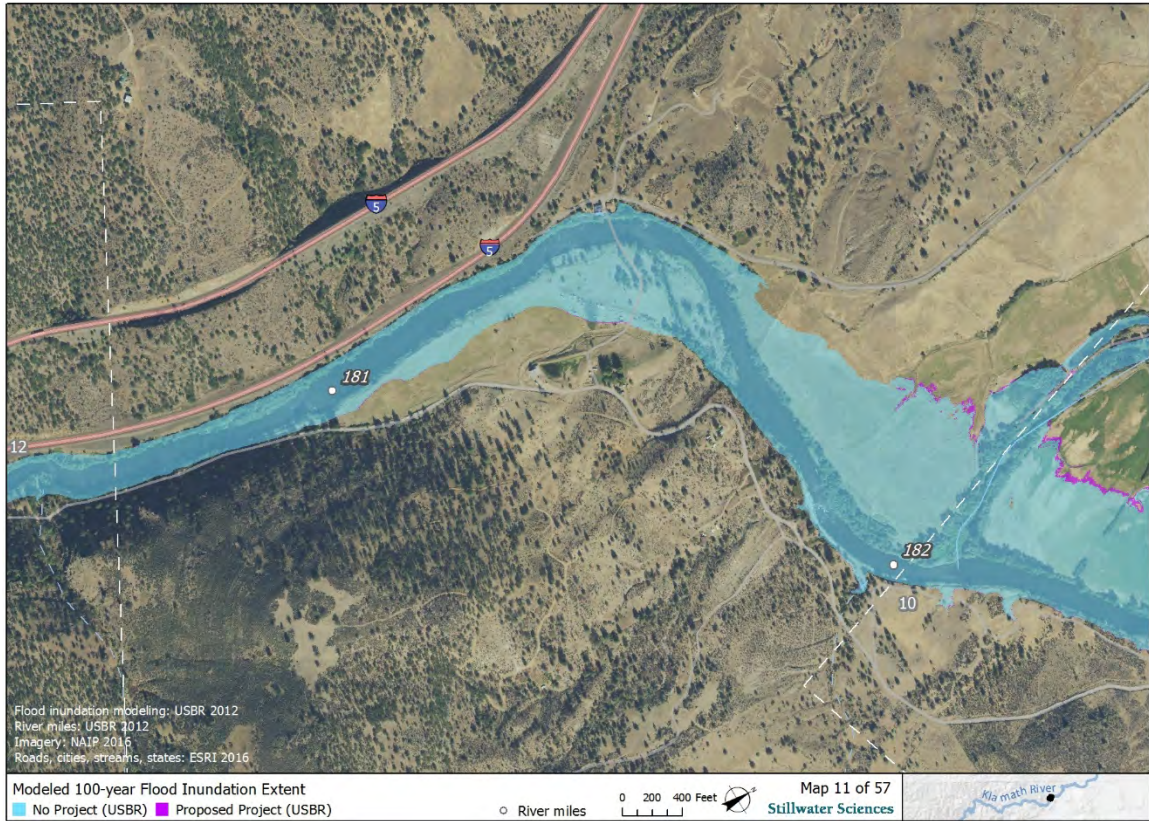 5
5
181
12
182
10
Flood inundation modeling: USBR 2012
River miles: USBR 2012
Imagery: NAIP 2016
Roads, cities, streams, states: ESRI 2016
Modeled 100-year Flood Inundation Extent
No Project (USBR) Proposed Project (USBR)
River miles
0 200 400 Feet
Map 11 of 57
Stillwater Sciences
Klamath River